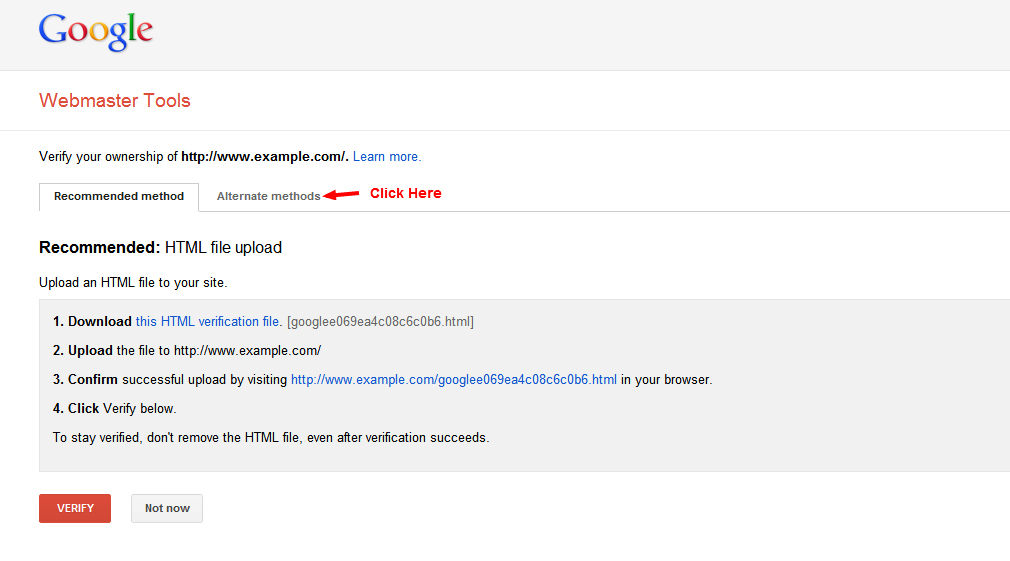 Google
Webmaster Tools
Verify your ownership of http://www.example.com/. Learn more.
Recommended method Alternate methods Click Here
Recommended: HTML file upload
Upload an HTML file to your site.
1. Download this HTML verification file. [googlee069ea4c08c6c0b6.html]
2. Upload the file to http://www.example.com/
3. Confirm successful upload by visiting http://www.example.com/googlee069ea4c08c6c0b6.html in your browser.
4. Click Verify below.
To stay verified, don't remove the HTML file, even after verification succeeds.
VERIFY Not now